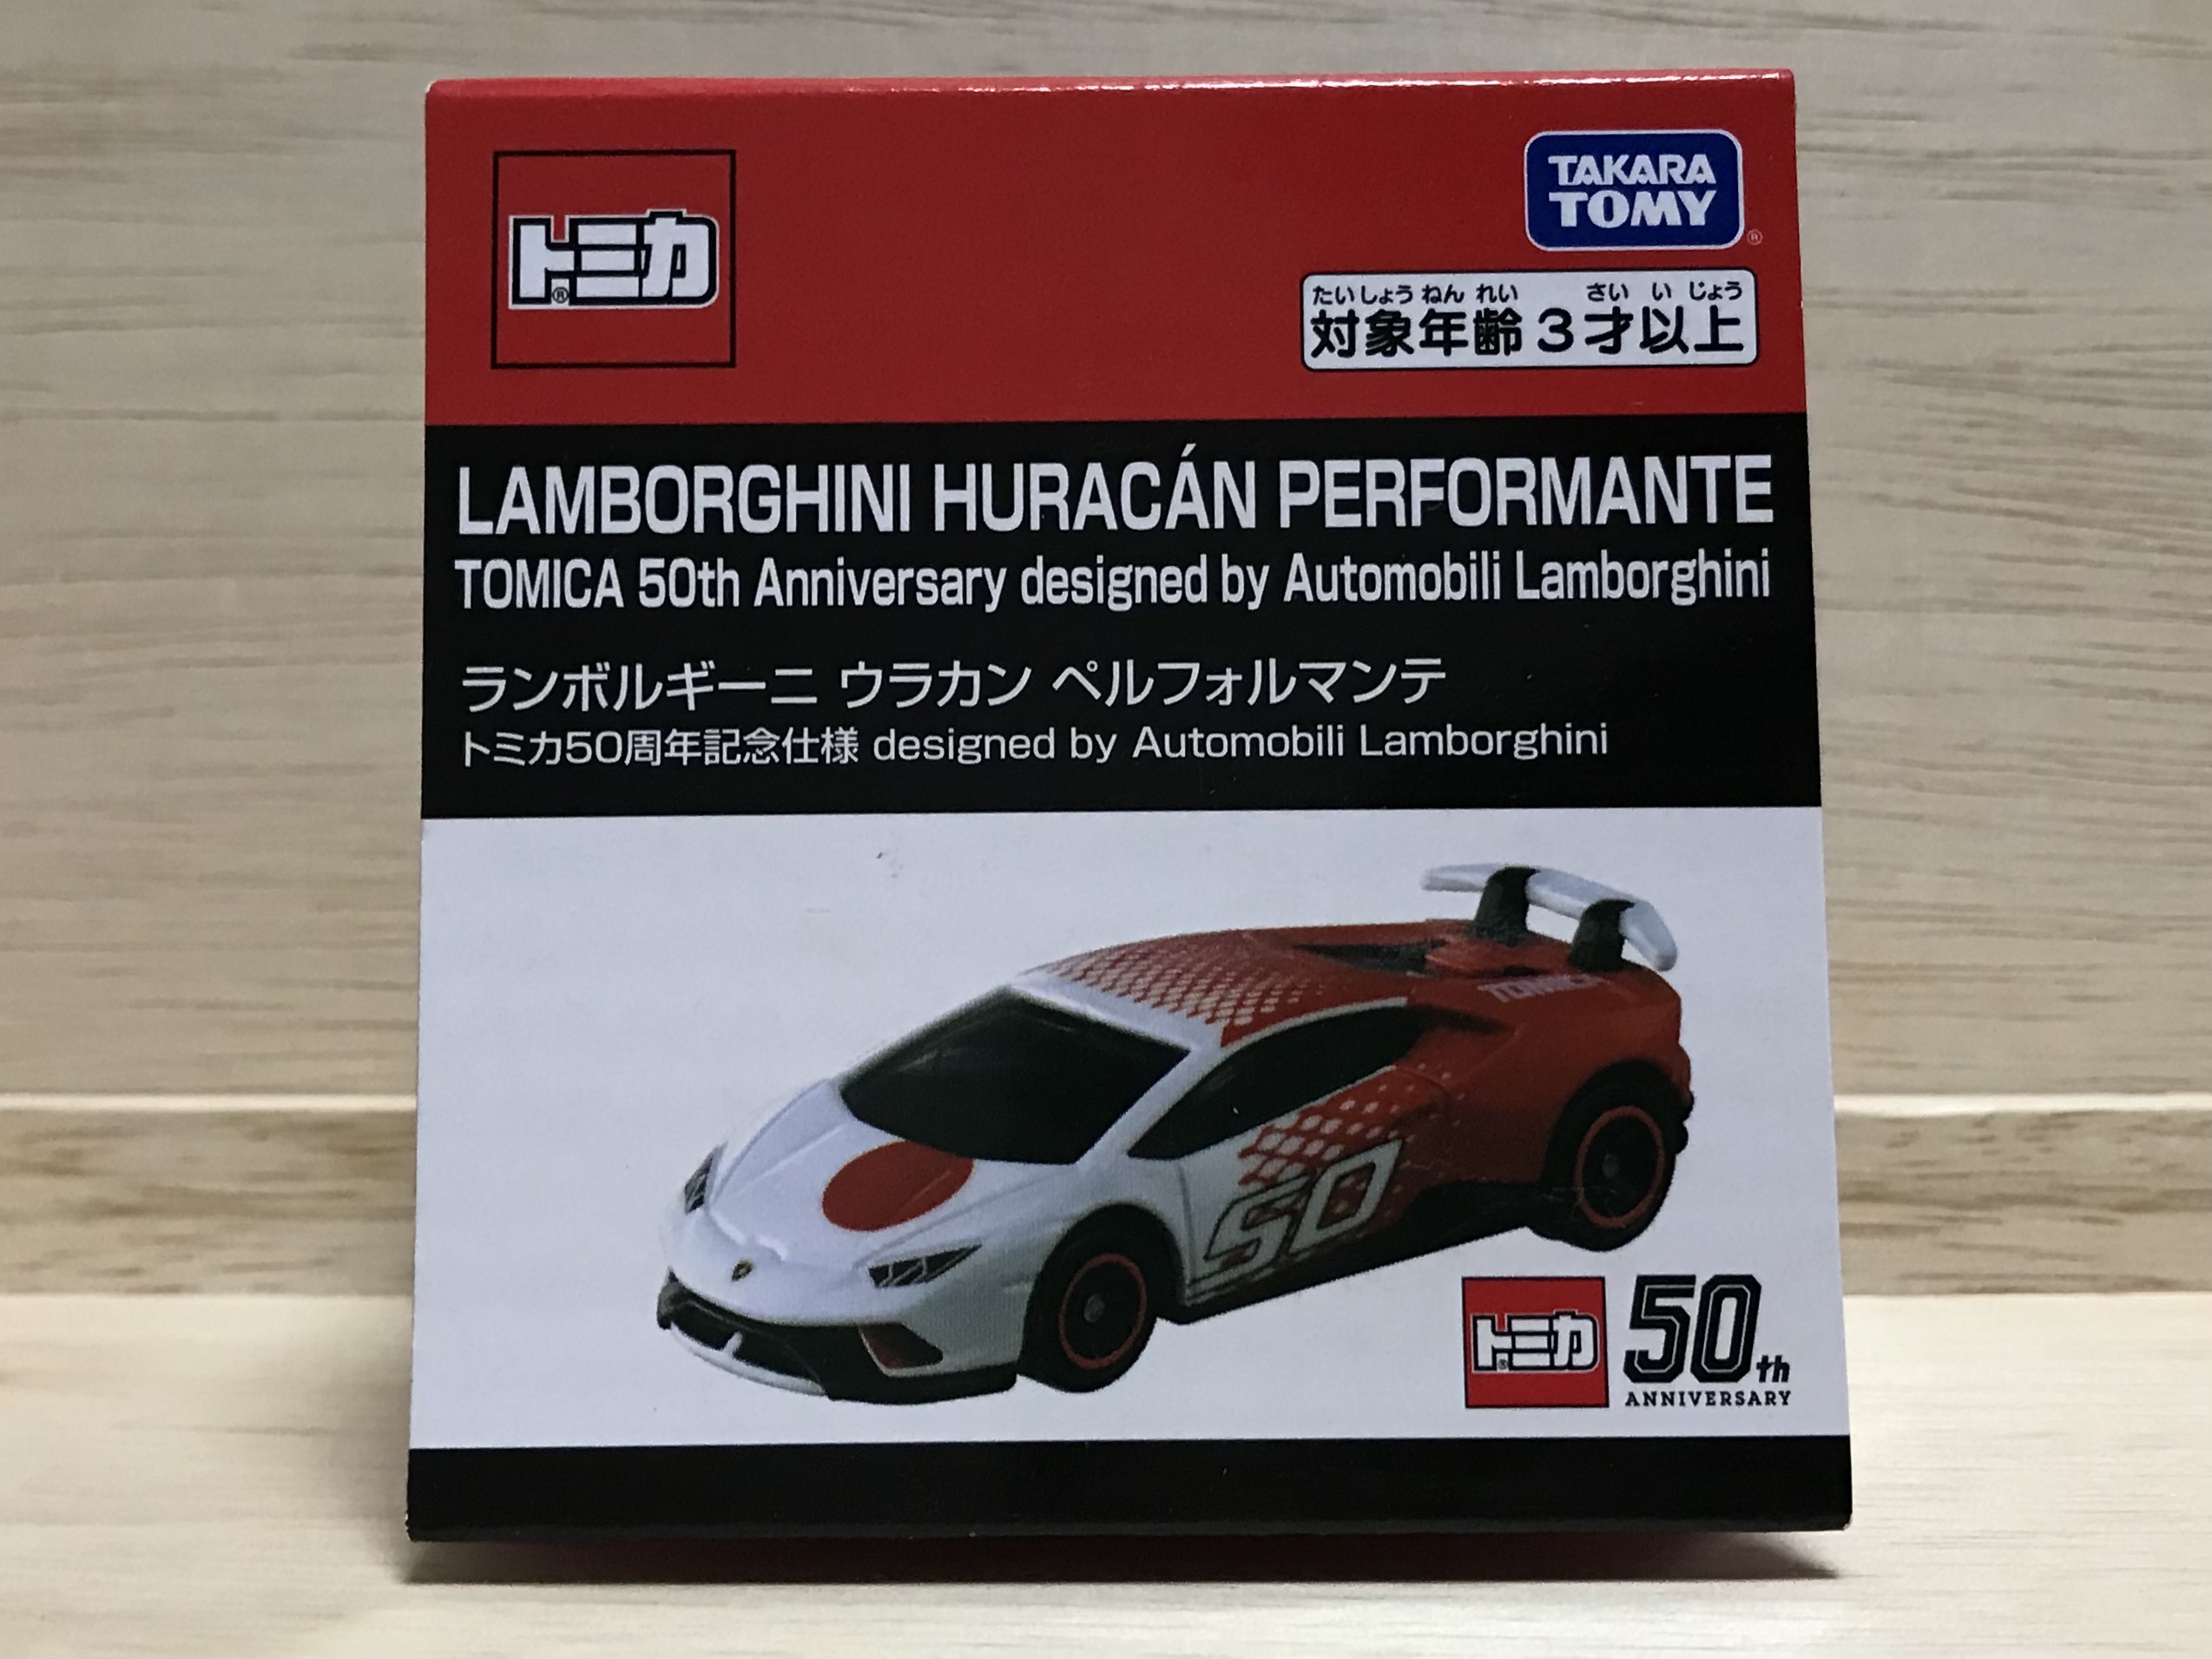 トミカ
®
TAKARA
TOMY
®
たいしょうねんれい さい い じょう
対象年齢3才以上
LAMBORGHINI HURACÁN PERFORMANTE
TOMICA 50th Anniversary designed by Automobili Lamborghini
ランボルギーニ ウラカン ペルフォルマンテ
トミカ50周年記念仕様 designed by Automobili Lamborghini
TOMICA
50
トミカ
®
50th
ANNIVERSARY